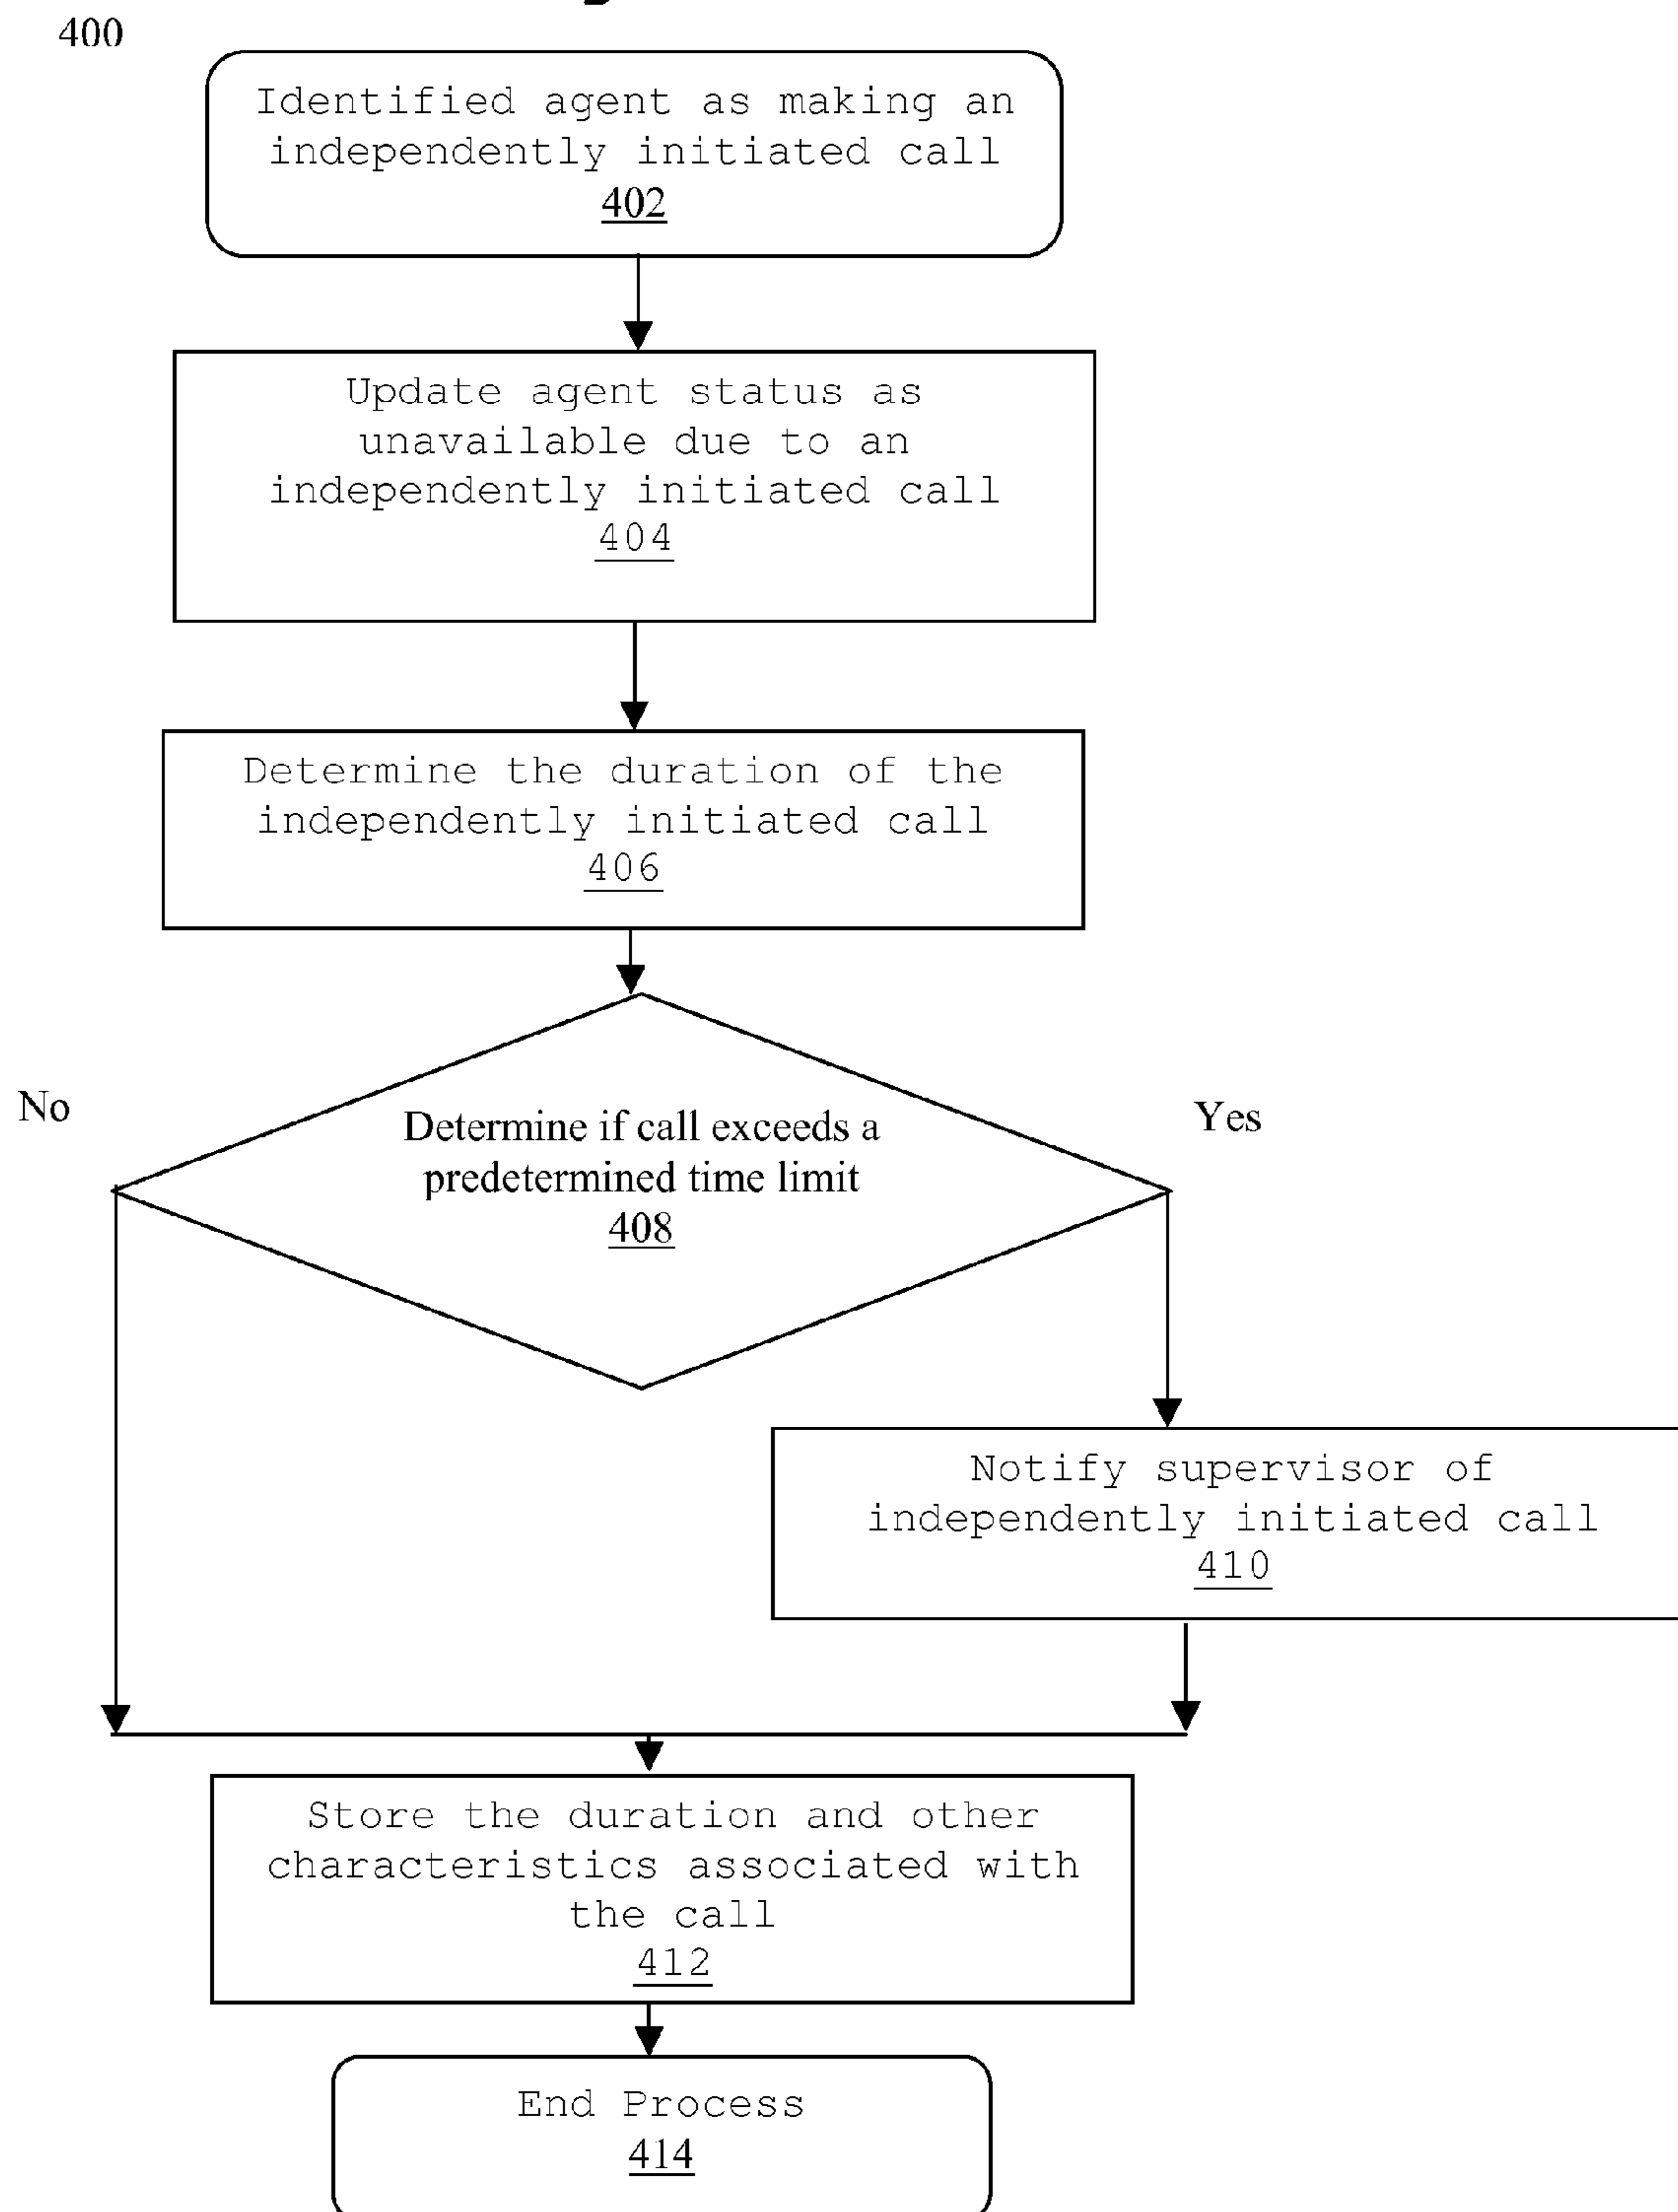 400
Identified agent as making an
independently initiated call
402
Update agent status as
unavailable due to an
independently initiated call
404
Determine the duration of the
independently initiated call
406
No
Yes
Determine if call exceeds a
predetermined time limit
408
Notify supervisor of
independently initiated call
410
Store the duration and other
characteristics associated with
the call
412
End Process
414